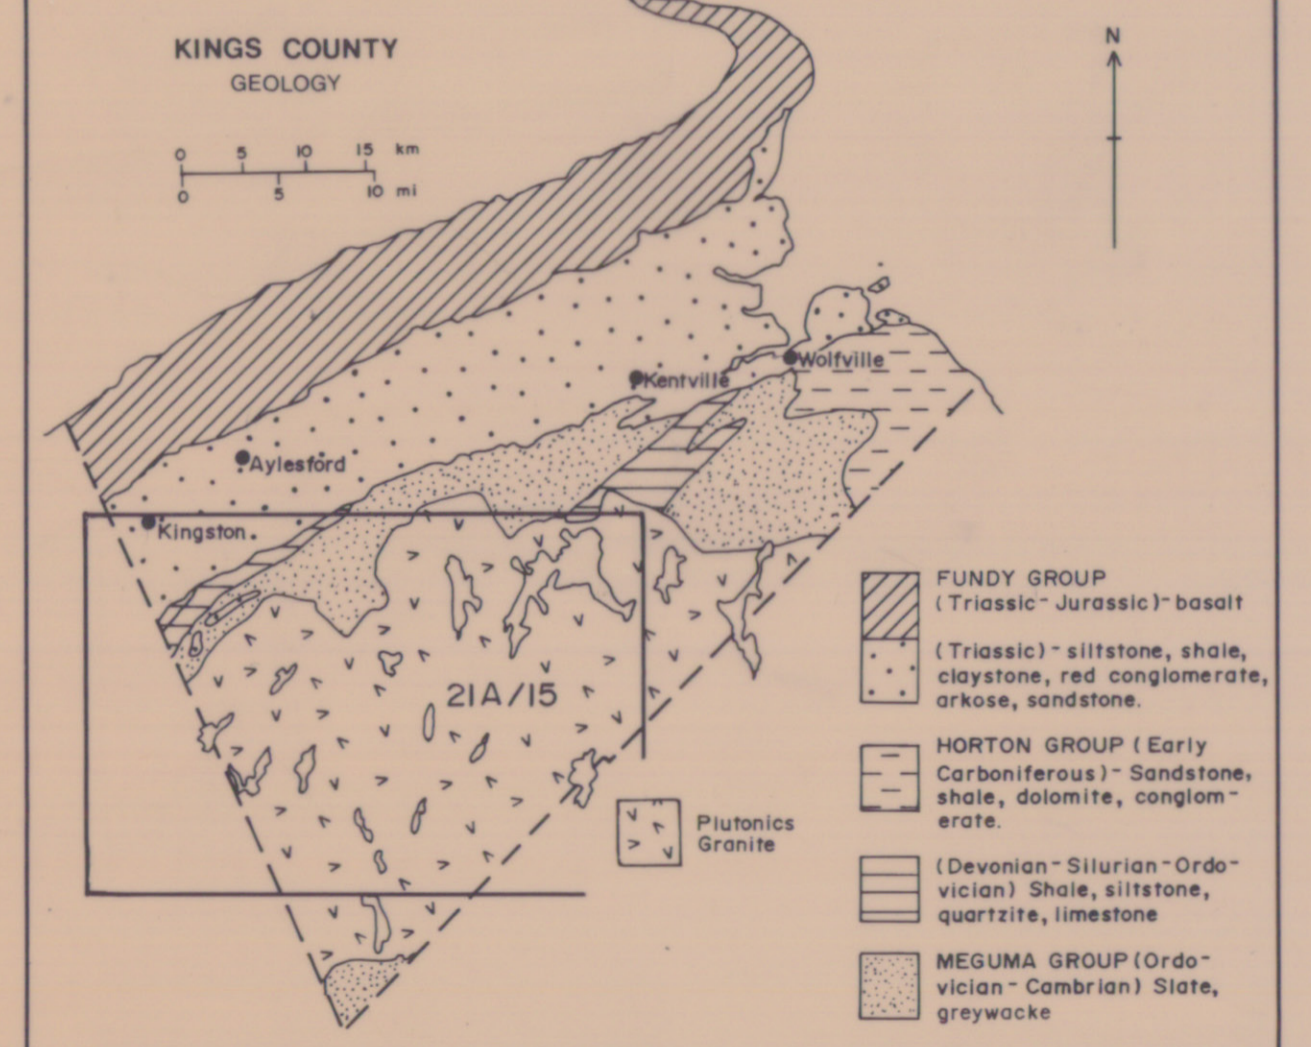 KINGS COUNTY
GEOLOGY
N
0 5 10 15 km
0 5 10 mi
Wolfville
Kentville
Aylesford
Kingston.
21A/15
Plutonics
Granite
FUNDY GROUP
(Triassic-Jurassic)-basalt
(Triassic)-siltstone, shale,
claystone, red conglomerate,
arkose, sandstone.
HORTON GROUP (Early
Carboniferous)-Sandstone,
shale, dolomite, conglom-
erate.
(Devonian-Silurian-Ordo-
vician) Shale, siltstone,
quartzite, limestone
MEGUMA GROUP (Ordo-
vician-Cambrian) Slate,
greywacke